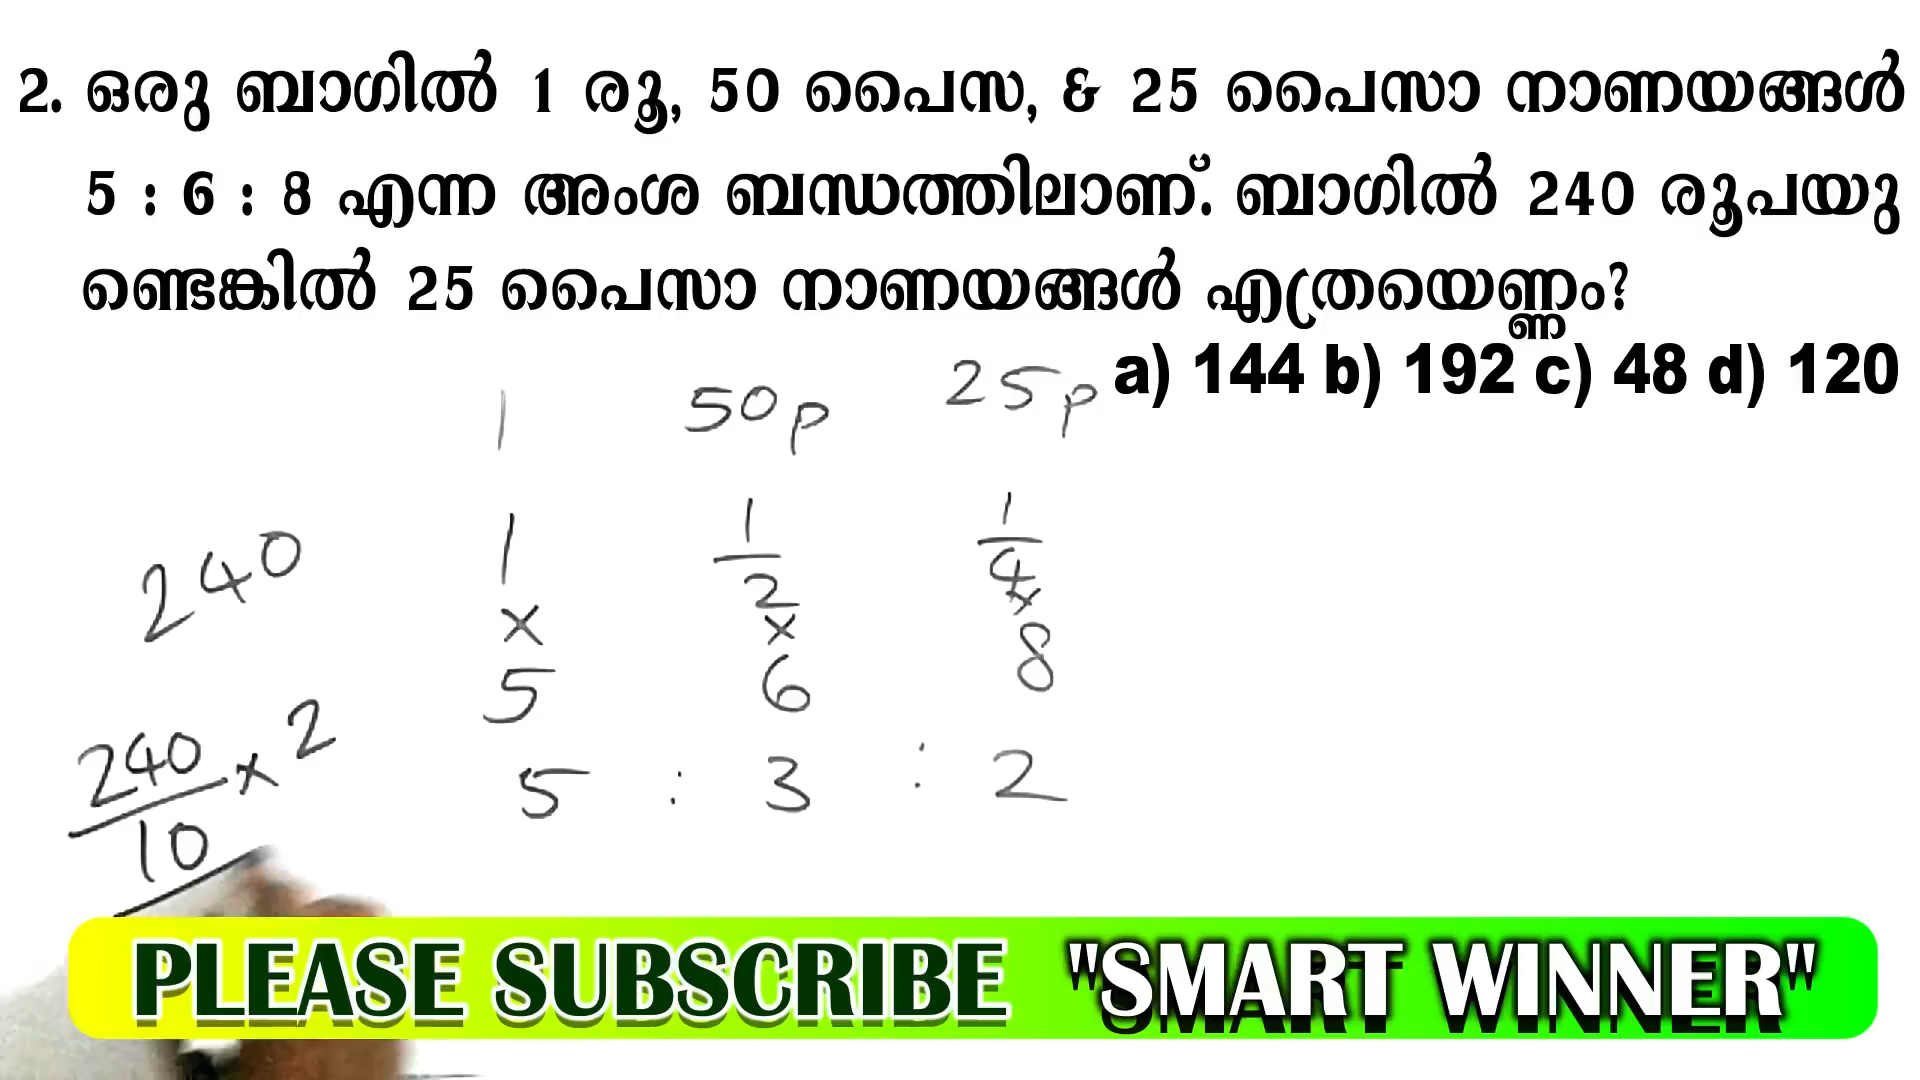 2. ഒരു ബാഗിൽ 1 രൂ, 50 പൈസ, & 25 പൈസാ നാണയങ്ങൾ
5 : 6 : 8 എന്ന അംശ ബന്ധത്തിലാണ്. ബാഗിൽ 240 രൂപയു
ണ്ടെങ്കിൽ 25 പൈസാ നാണയങ്ങൾ എത്രയെണ്ണം?
a) 144 b) 192 c) 48 d) 120
1 50p 25p
240 1 1/2 1/4
× × ×
5 6 8
240/10 × 2 5 : 3 : 2
PLEASE SUBSCRIBE "SMART WINNER"